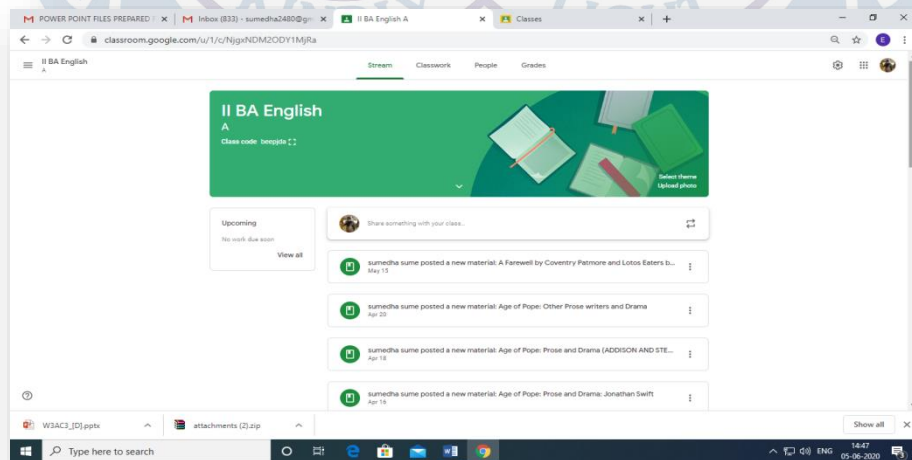 POWER POINT FILES PREPARED
Inbox (833) - sumedha2480@gm
II BA English A
Classes
classroom.google.com/u/1/c/NjgxNDM2ODY1MjRa
II BA English
A
Stream Classwork People Grades
II BA English
A
Class code beepjda
Select theme
Upload photo
Upcoming
No work due soon
View all
Share something with your class...
sumedha sume posted a new material: A Farewell by Coventry Patmore and Lotos Eaters b...
May 15
sumedha sume posted a new material: Age of Pope: Other Prose writers and Drama
Apr 20
sumedha sume posted a new material: Age of Pope: Prose and Drama (ADDISON AND STE...
Apr 18
sumedha sume posted a new material: Age of Pope: Prose and Drama: Jonathan Swift
Apr 16
W3AC3_[D].pptx
attachments (2).zip
Show all
Type here to search
ENG
14:47
05-06-2020